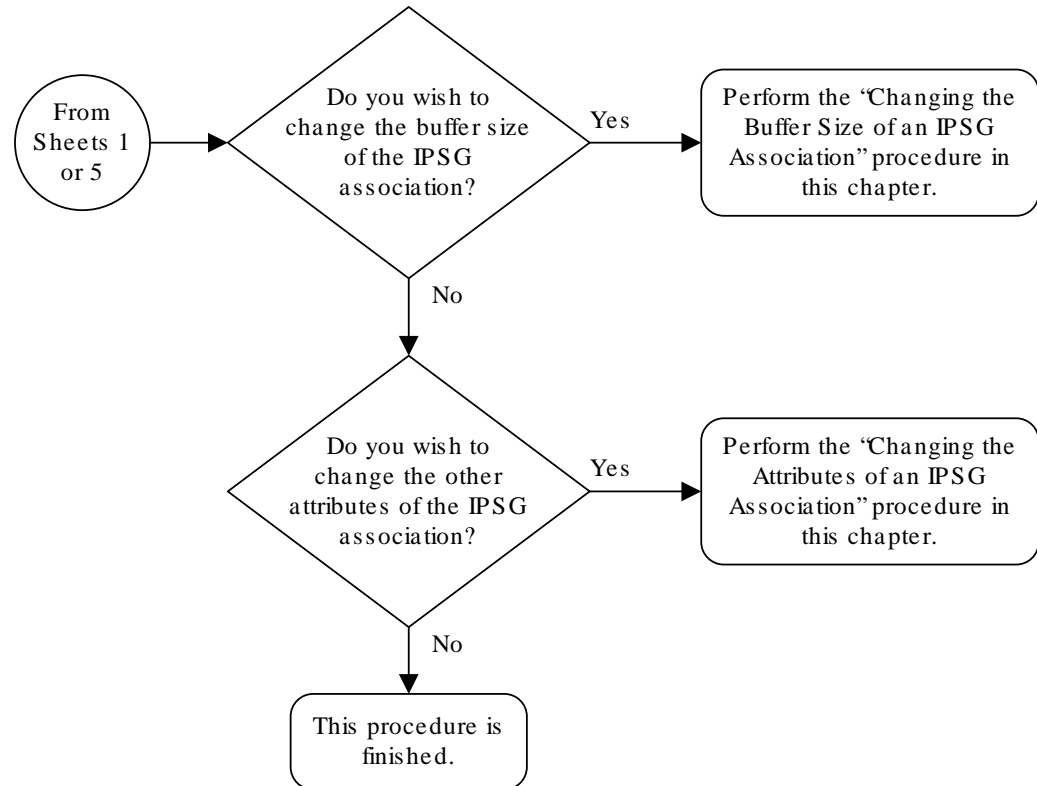 From
Sheets 1
or 5
Do you wish to
change the buffer size
of the IPSG
association?
Yes
Perform the “Changing the
Buffer Size of an IPSG
Association” procedure in
this chapter.
No
Do you wish to
change the other
attributes of the IPSG
association?
Yes
Perform the “Changing the
Attributes of an IPSG
Association” procedure in
this chapter.
No
This procedure is
finished.